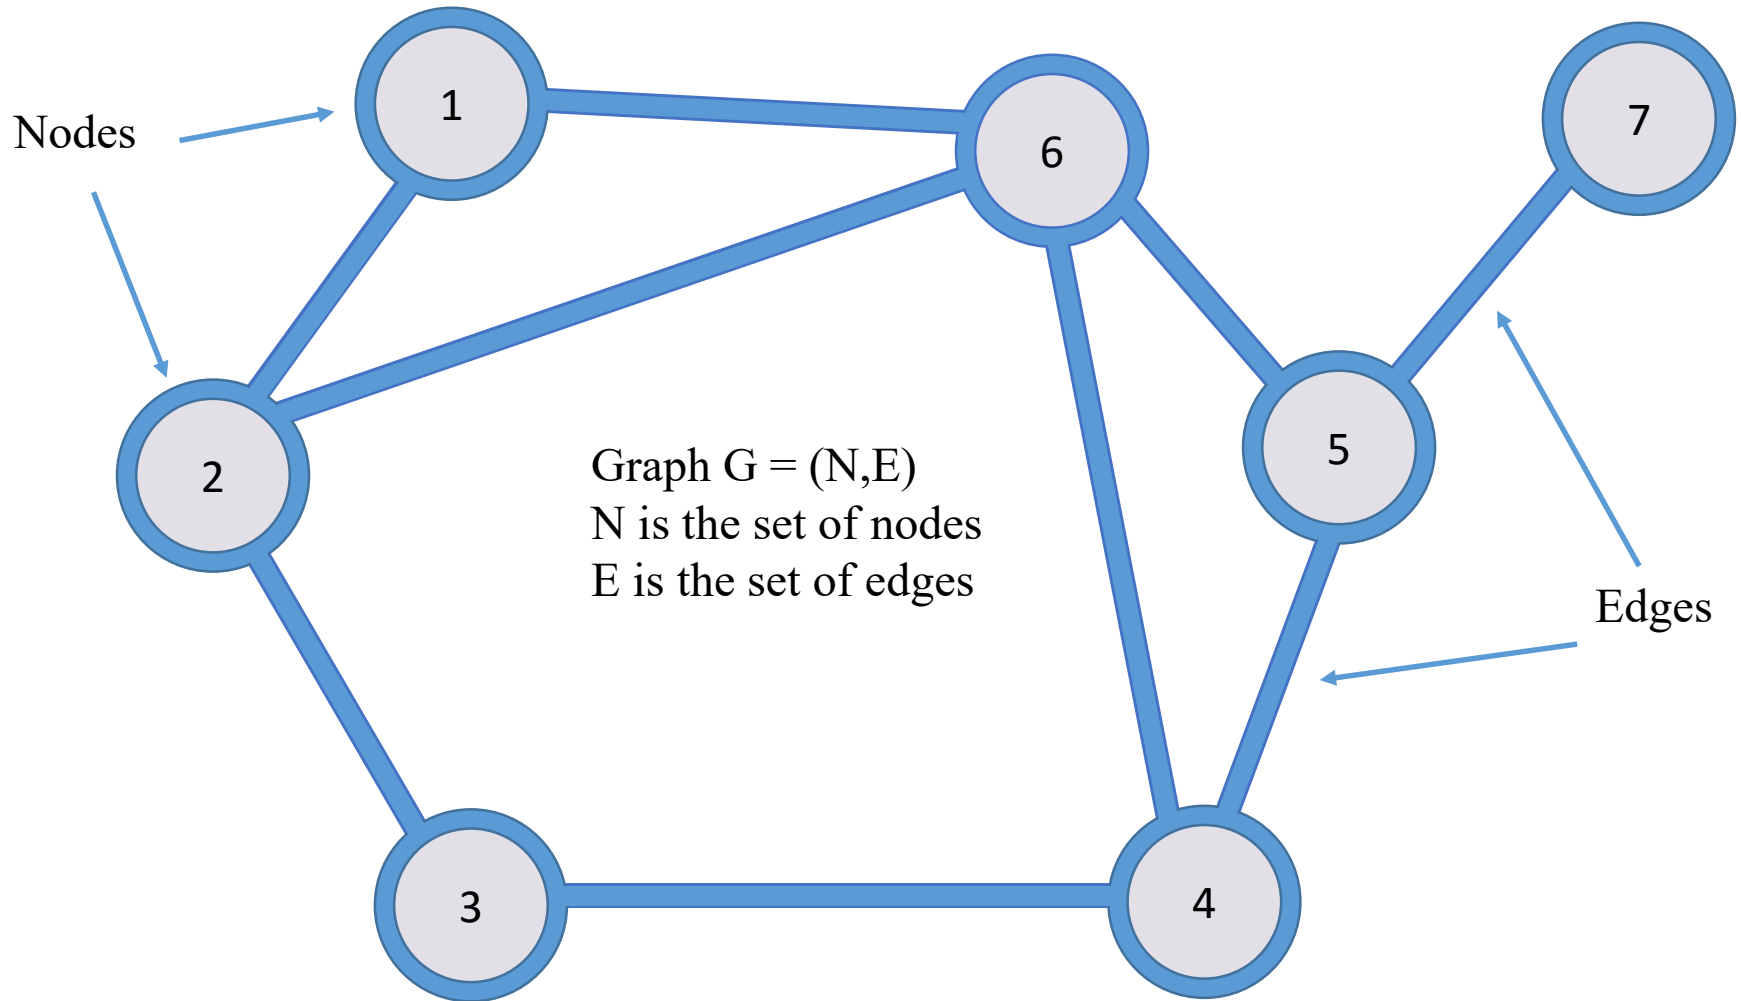 1
6
7
Nodes
2
5
Graph G = (N,E)
N is the set of nodes
E is the set of edges
Edges
3
4